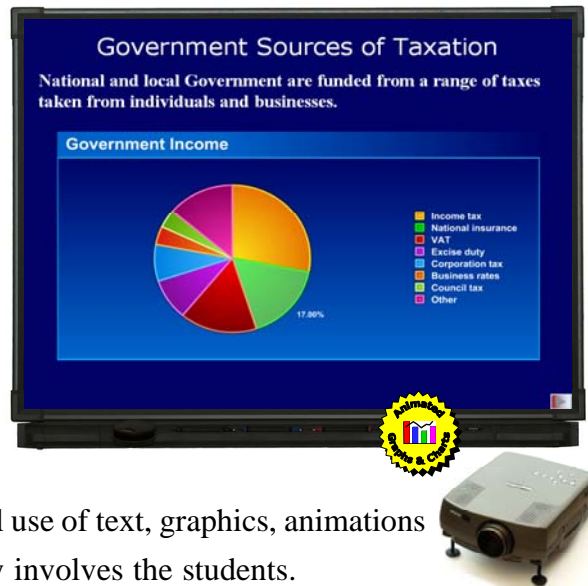 Government Sources of Taxation
National and local Government are funded from a range of taxes
taken from individuals and businesses.
Government Income
Income tax
National insurance
VAT
Excise duty
Corporation tax
Business rates
Council tax
Other
17.00%
Animated
Graphs & Charts
use of text, graphics, animations
involves the students.